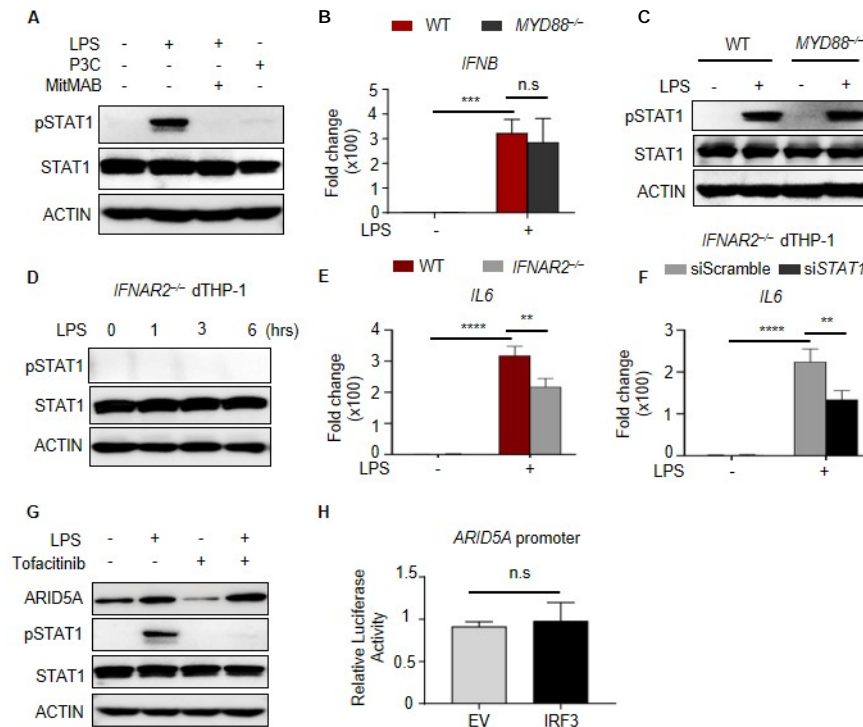 A
LPS - + + -
P3C - - - +
MitMAB - - + -
pSTAT1
STAT1
ACTIN
B
WT MYD88−/−
IFNB
n.s
***
Fold change
(x100)
5
4
3
2
1
0
LPS - +
C
WT MYD88−/−
LPS - + - +
pSTAT1
STAT1
ACTIN
D
IFNAR2−/− dTHP-1
LPS 0 1 3 6 (hrs)
pSTAT1
STAT1
ACTIN
E
WT IFNAR2−/−
IL6
**** **
Fold change
(x100)
4
3
2
1
0
LPS - +
IFNAR2−/− dTHP-1
siScramble siSTAT1
F
IL6
**** **
Fold change
(x100)
3
2
1
0
LPS - +
G
LPS - + - +
Tofacitinib - - + +
ARID5A
pSTAT1
STAT1
ACTIN
H
ARID5A promoter
n.s
Relative Luciferase
Activity
1.5
1
0.5
0
EV IRF3